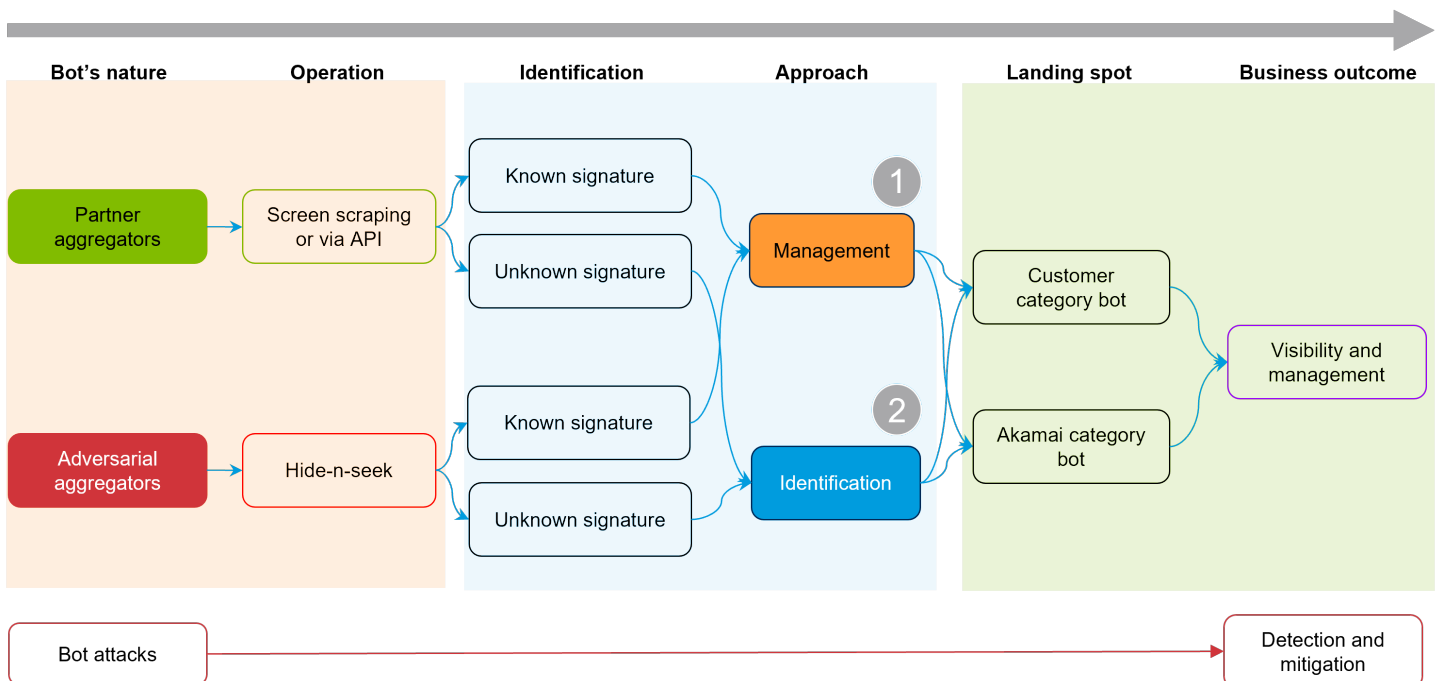 Bot’s nature
Operation
Identification
Approach
Landing spot
Business outcome
Partner
aggregators
Screen scraping
or via API
Known signature
Unknown signature
1
Management
Customer
category bot
Visibility and
management
Adversarial
aggregators
Hide-n-seek
Known signature
Unknown signature
2
Identification
Akamai category
bot
Bot attacks
Detection and
mitigation